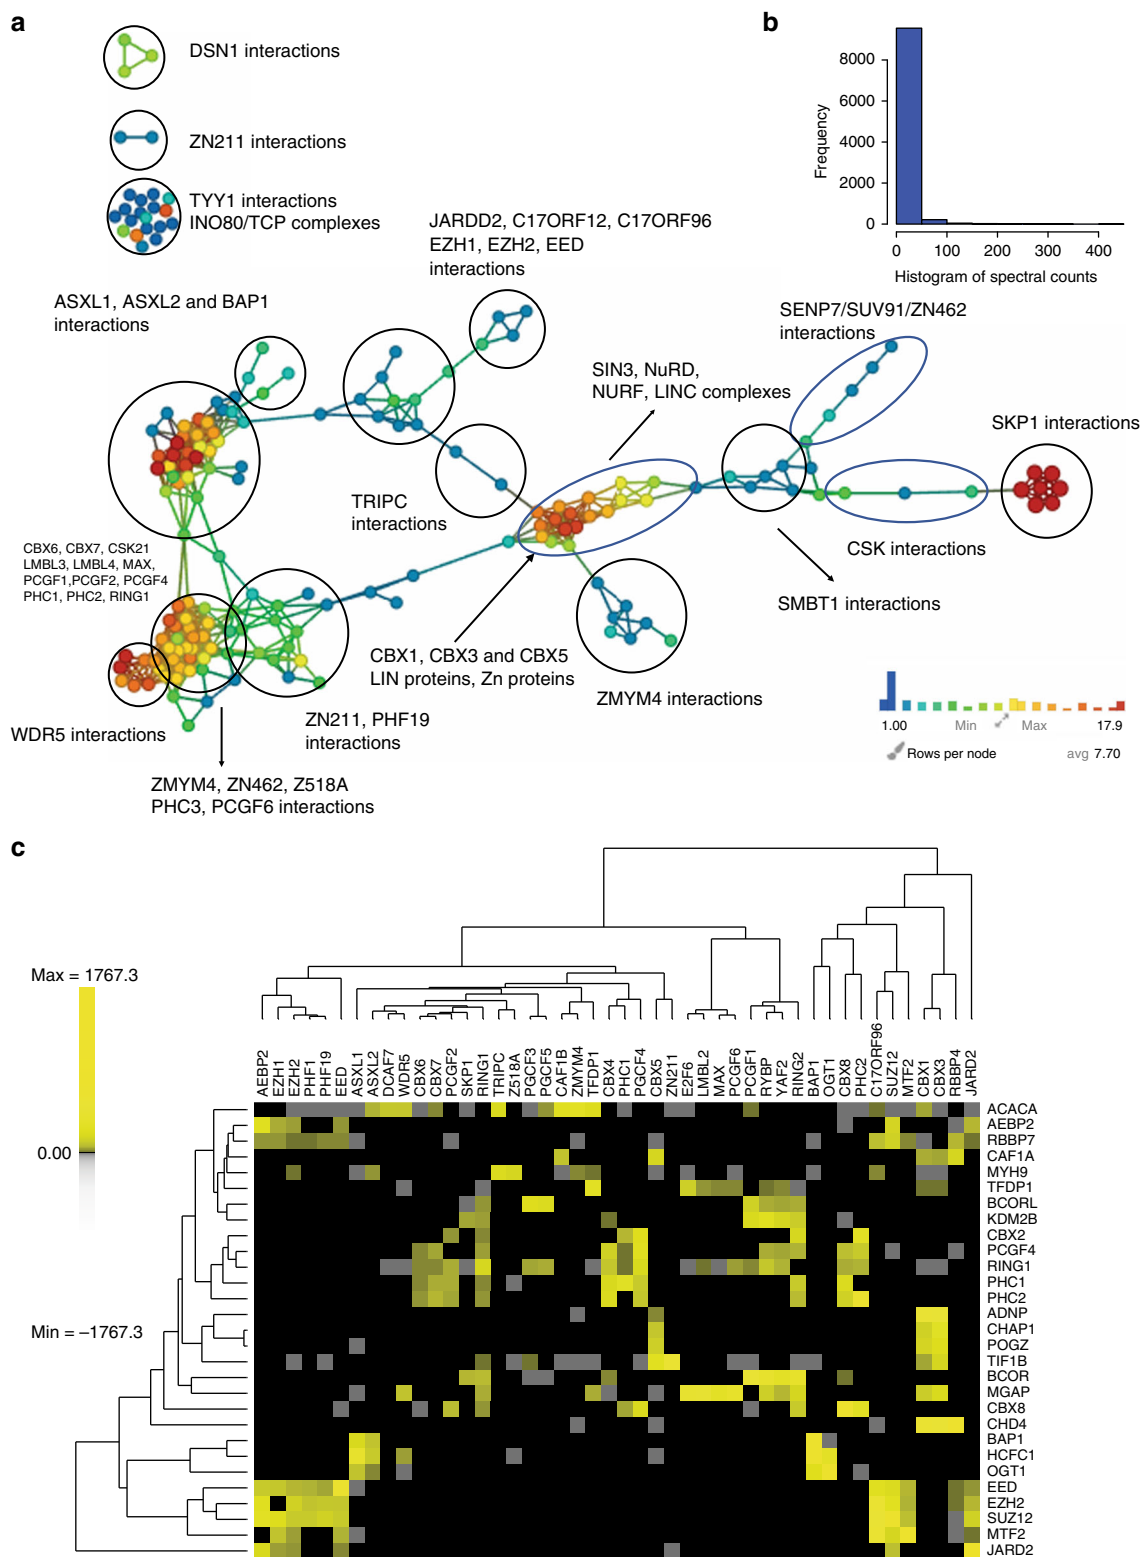 a
DSN1 interactions
ZN211 interactions
TYY1 interactions
INO80/TCP complexes
JARDD2, C17ORF12, C17ORF96
EZH1, EZH2, EED
interactions
ASXL1, ASXL2 and BAP1
interactions
SIN3, NuRD,
NURF, LINC complexes
SENP7/SUV91/ZN462
interactions
SKP1 interactions
TRIPC
interactions
CBX6, CBX7, CSK21
LMBL3, LMBL4, MAX,
PCGF1,PCGF2, PCGF4
PHC1, PHC2, RING1
CSK interactions
SMBT1 interactions
CBX1, CBX3 and CBX5
LIN proteins, Zn proteins
ZMYM4 interactions
ZN211, PHF19
interactions
WDR5 interactions
ZMYM4, ZN462, Z518A
PHC3, PCGF6 interactions
1.00 Min Max 17.9
Rows per node avg 7.70
b
Frequency
8000
6000
4000
2000
0
0 100 200 300 400
Histogram of spectral counts
c
Max = 1767.3
0.00
Min = –1767.3
AEBP2
EZH1
EZH2
PHF1
PHF19
EED
ASXL1
ASXL2
DCAF7
WDR5
CBX6
CBX7
PCGF2
SKP1
RING1
TRIPC
Z518A
PGCF3
PGCF5
CAF1B
ZMYM4
TFDP1
CBX4
PHC1
PGCF4
CBX5
ZN211
E2F6
LMBL2
MAX
PCGF6
PCGF1
RYBP
YAF2
RING2
BAP1
OGT1
CBX8
PHC2
C17ORF96
SUZ12
MTF2
CBX1
CBX3
RBBP4
JARD2
ACACA
AEBP2
RBBP7
CAF1A
MYH9
TFDP1
BCORL
KDM2B
CBX2
PCGF4
RING1
PHC1
PHC2
ADNP
CHAP1
POGZ
TIF1B
BCOR
MGAP
CBX8
CHD4
BAP1
HCFC1
OGT1
EED
EZH2
SUZ12
MTF2
JARD2